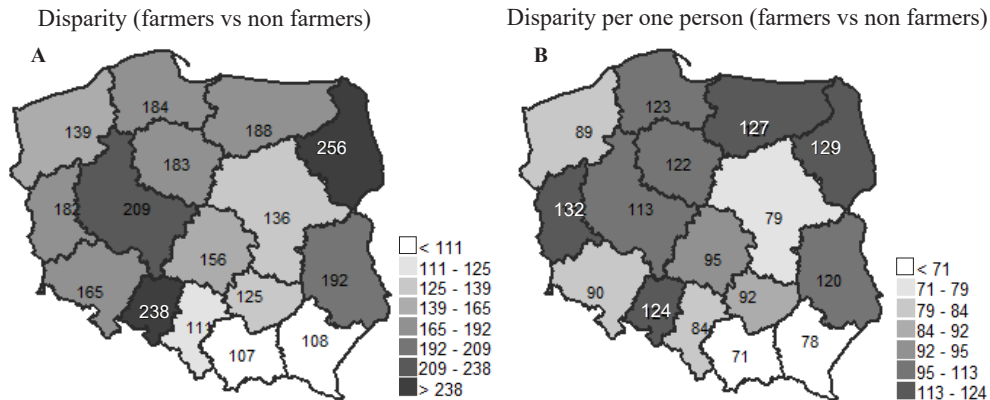 Disparity (farmers vs non farmers)
Disparity per one person (farmers vs non farmers)
A
184
139
188
256
183
182
209
136
156
192
165
238
125
111
107
108
< 111
111 - 125
125 - 139
139 - 165
165 - 192
192 - 209
209 - 238
> 238
B
123
89
127
129
122
132
113
79
95
120
90
124
92
84
71
78
< 71
71 - 79
79 - 84
84 - 92
92 - 95
95 - 113
113 - 124